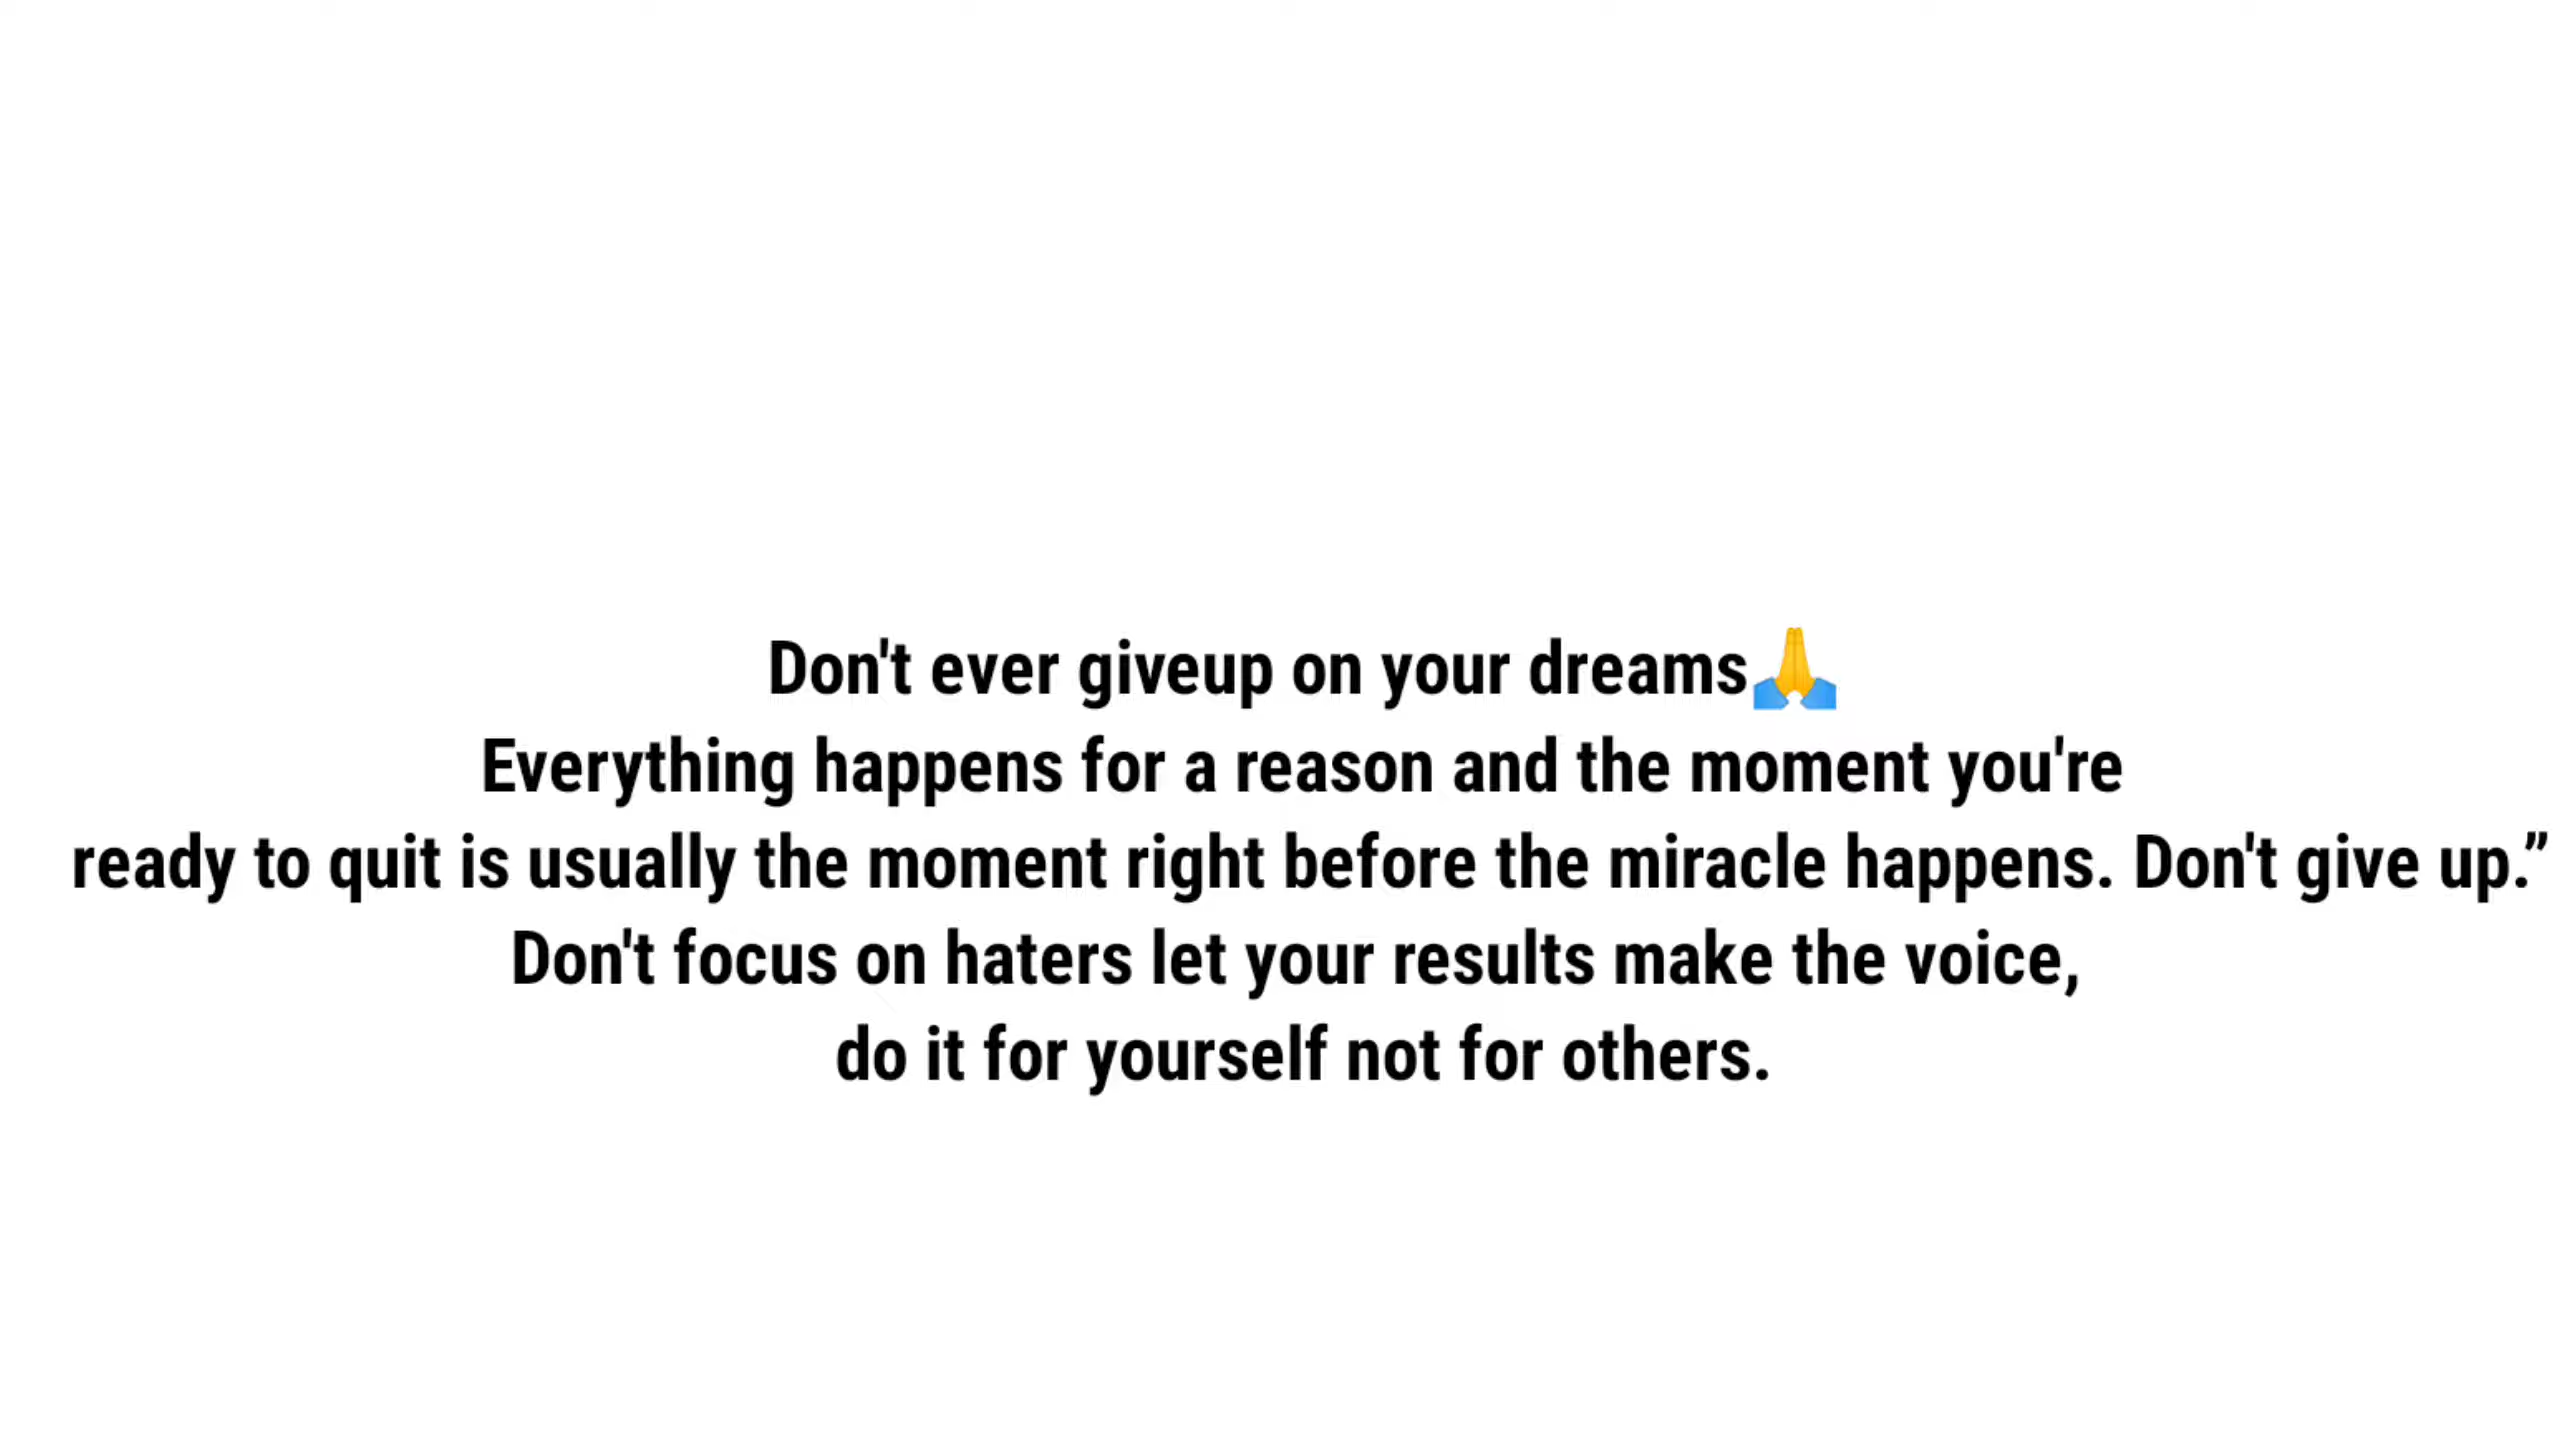 Don't ever giveup on your dreams🙏
Everything happens for a reason and the moment you're
ready to quit is usually the moment right before the miracle happens. Don't give up.”
Don't focus on haters let your results make the voice,
do it for yourself not for others.